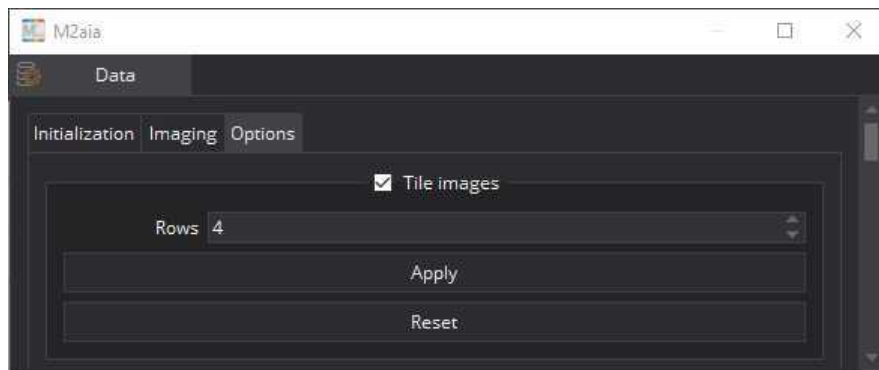 M2aia
Data
Initialization Imaging Options
Tile images
Rows 4
Apply
Reset